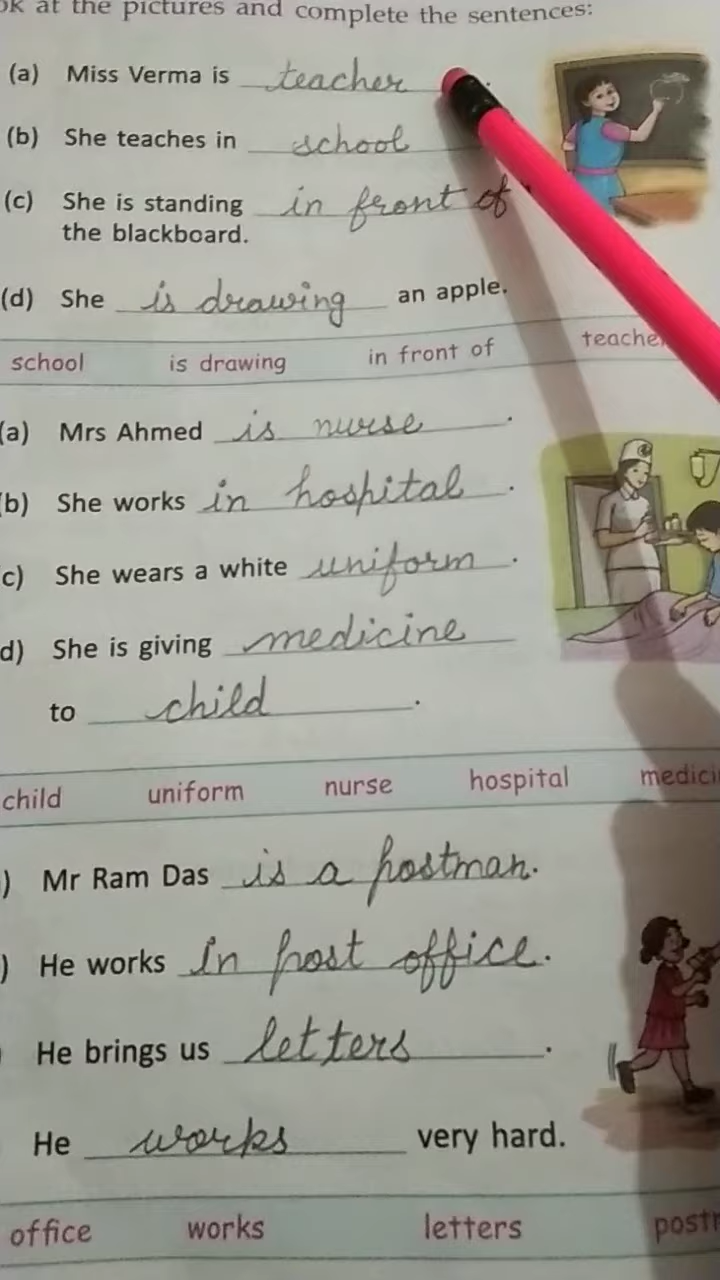 at the pictures and complete the sentences:
(a) Miss Verma is teacher .
(b) She teaches in school
(c) She is standing in front of
the blackboard.
(d) She is drawing an apple.
school is drawing in front of teache
(a) Mrs Ahmed is nurse .
(b) She works in hospital .
c) She wears a white uniform .
d) She is giving medicine
to child .
child uniform nurse hospital medici
) Mr Ram Das is a postman.
) He works in post office.
He brings us letters .
He works very hard.
office works letters post